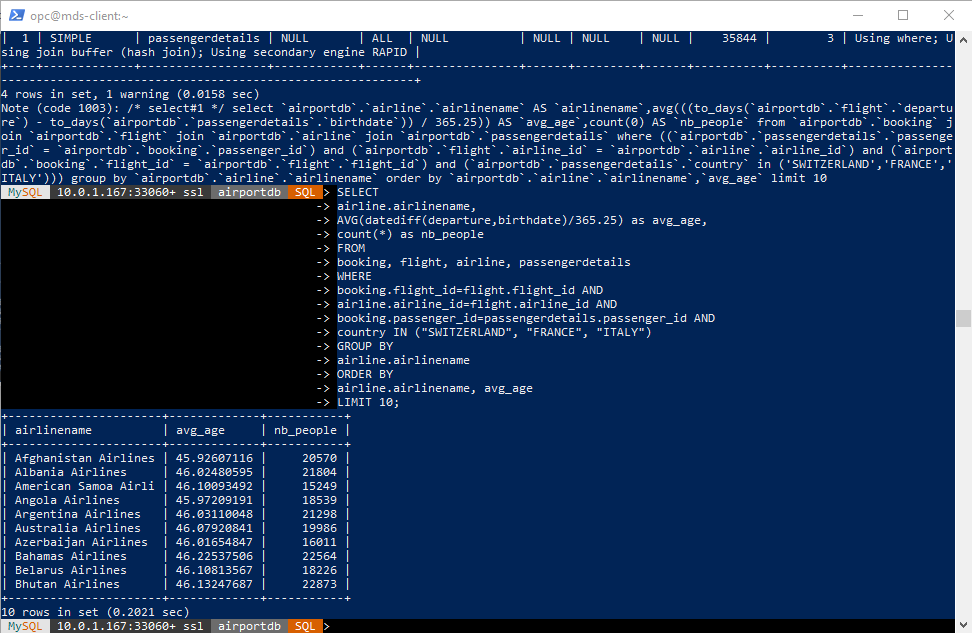 opc@mds-client:~
|  1 | SIMPLE      | passengerdetails | NULL       | ALL  | NULL          | NULL | NULL    | NULL |    35844 |        3 | Using where; U
sing join buffer (hash join); Using secondary engine RAPID |
+----+-------------+------------------+------------+------+---------------+------+---------+------+----------+----------+---------------
-----------------------------------------------------------+
4 rows in set, 1 warning (0.0158 sec)
Note (code 1003): /* select#1 */ select `airportdb`.`airline`.`airlinename` AS `airlinename`,avg(((to_days(`airportdb`.`flight`.`departu
re`) - to_days(`airportdb`.`passengerdetails`.`birthdate`)) / 365.25)) AS `avg_age`,count(0) AS `nb_people` from `airportdb`.`booking` j
oin `airportdb`.`flight` join `airportdb`.`airline` join `airportdb`.`passengerdetails` where ((`airportdb`.`passengerdetails`.`passenge
r_id` = `airportdb`.`booking`.`passenger_id`) and (`airportdb`.`flight`.`airline_id` = `airportdb`.`airline`.`airline_id`) and (`airport
db`.`booking`.`flight_id` = `airportdb`.`flight`.`flight_id`) and (`airportdb`.`passengerdetails`.`country` in ('SWITZERLAND','FRANCE','
ITALY'))) group by `airportdb`.`airline`.`airlinename` order by `airportdb`.`airline`.`airlinename`,`avg_age` limit 10
MySQL 10.0.1.167:33060+ ssl airportdb SQL > SELECT
-> airline.airlinename,
-> AVG(datediff(departure,birthdate)/365.25) as avg_age,
-> count(*) as nb_people
-> FROM
-> booking, flight, airline, passengerdetails
-> WHERE
-> booking.flight_id=flight.flight_id AND
-> airline.airline_id=flight.airline_id AND
-> booking.passenger_id=passengerdetails.passenger_id AND
-> country IN ("SWITZERLAND", "FRANCE", "ITALY")
-> GROUP BY
-> airline.airlinename
-> ORDER BY
-> airline.airlinename, avg_age
-> LIMIT 10;
+----------------------+-------------+-----------+
| airlinename          | avg_age     | nb_people |
+----------------------+-------------+-----------+
| Afghanistan Airlines | 45.92607116 |     20570 |
| Albania Airlines     | 46.02480595 |     21804 |
| American Samoa Airli | 46.10093492 |     15249 |
| Angola Airlines      | 45.97209191 |     18539 |
| Argentina Airlines   | 46.03110048 |     21298 |
| Australia Airlines   | 46.07920841 |     19986 |
| Azerbaijan Airlines  | 46.01654847 |     16011 |
| Bahamas Airlines     | 46.22537506 |     22564 |
| Belarus Airlines     | 46.10813567 |     18226 |
| Bhutan Airlines      | 46.13247687 |     22873 |
+----------------------+-------------+-----------+
10 rows in set (0.2021 sec)
MySQL 10.0.1.167:33060+ ssl airportdb SQL >